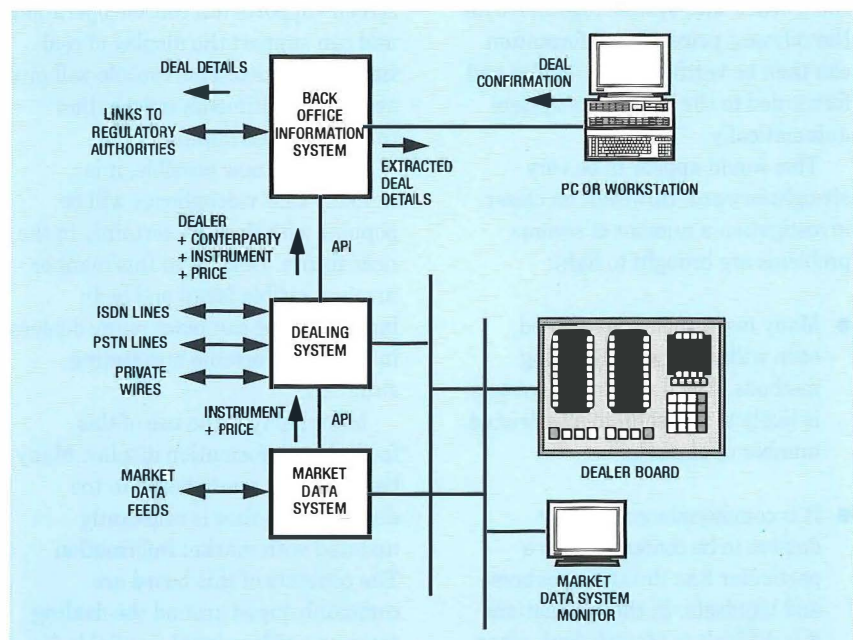 DEAL DETAILS
LINKS TO
REGULATORY
AUTHORITIES
BACK
OFFICE
INFORMATION
SYSTEM
DEAL
CONFIRMATION
EXTRACTED
DEAL
DETAILS
PC OR WORKSTATION
DEALER
+ CONTERPARTY
+ INSTRUMENT
+ PRICE
API
ISDN LINES
PSTN LINES
PRIVATE
WIRES
DEALING
SYSTEM
INSTRUMENT
+ PRICE
API
DEALER BOARD
MARKET
DATA
FEEDS
MARKET
DATA
SYSTEM
MARKET
DATA SYSTEM
MONITOR